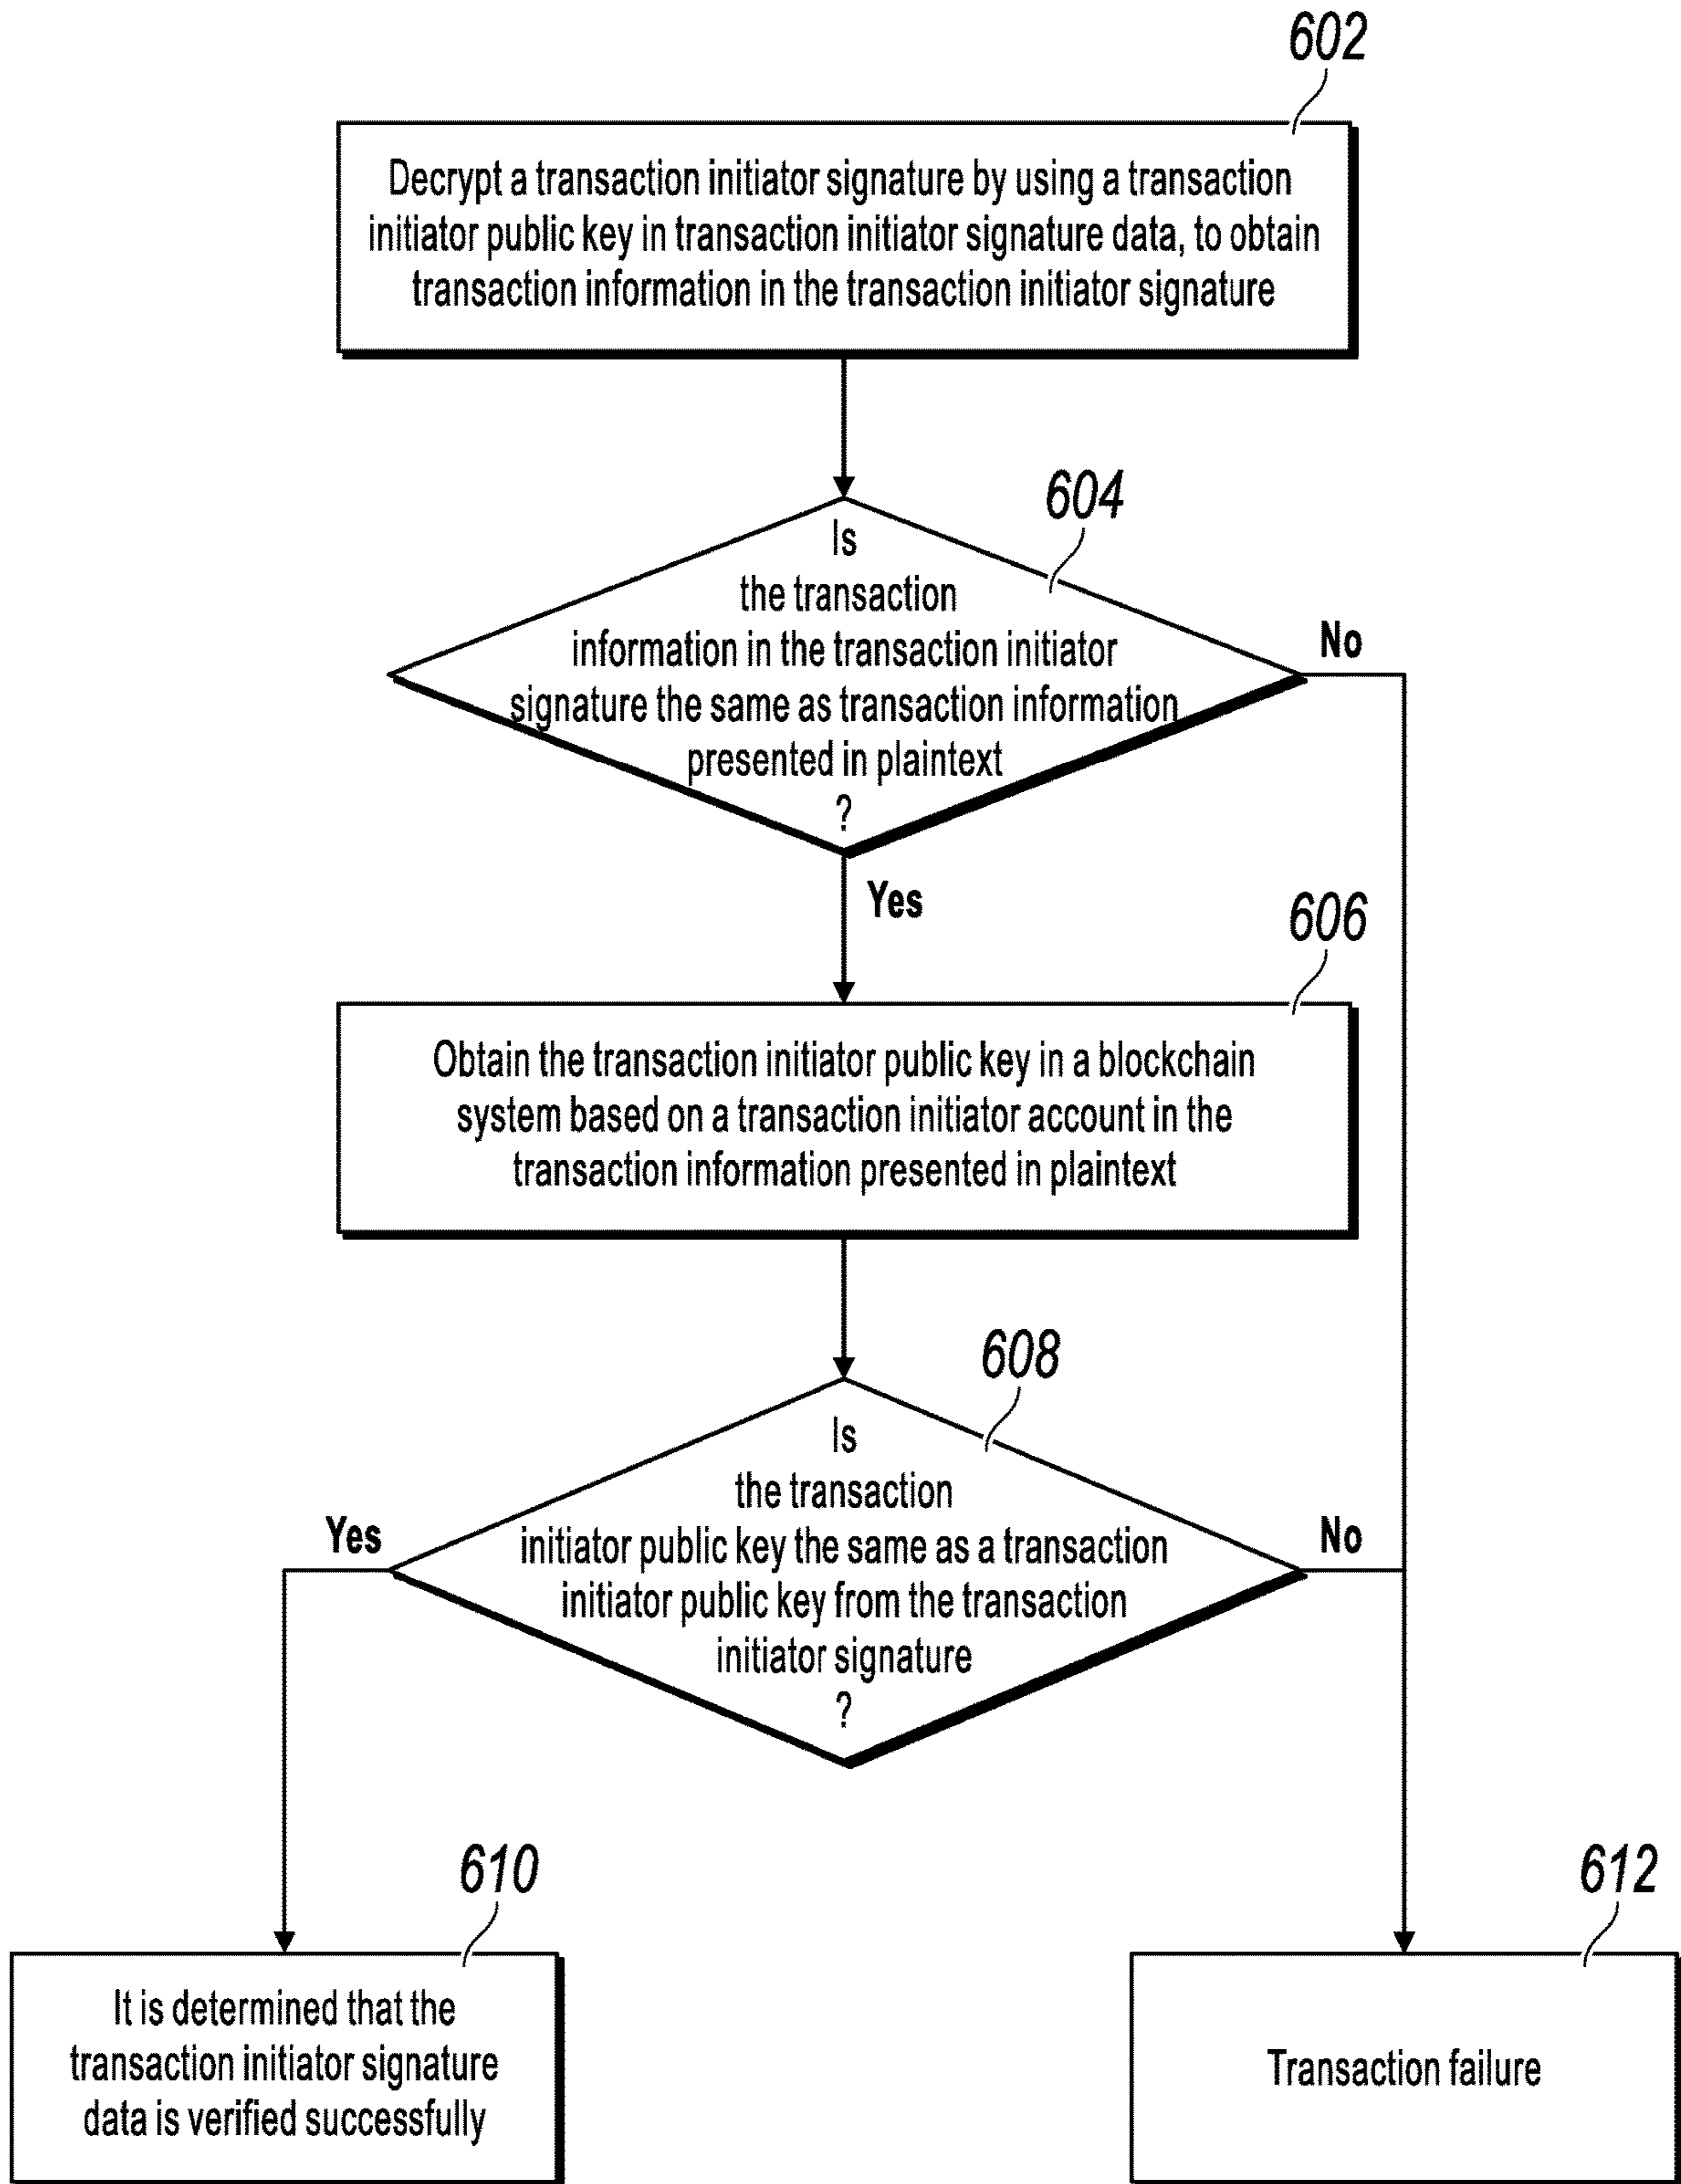 602
Decrypt a transaction initiator signature by using a transaction
initiator public key in transaction initiator signature data, to obtain
transaction information in the transaction initiator signature
604
Is
the transaction
information in the transaction initiator
signature the same as transaction information
presented in plaintext
?
No
Yes
606
Obtain the transaction initiator public key in a blockchain
system based on a transaction initiator account in the
transaction information presented in plaintext
608
Is
the transaction
initiator public key the same as a transaction
initiator public key from the transaction
initiator signature
?
Yes
No
610
It is determined that the
transaction initiator signature
data is verified successfully
612
Transaction failure